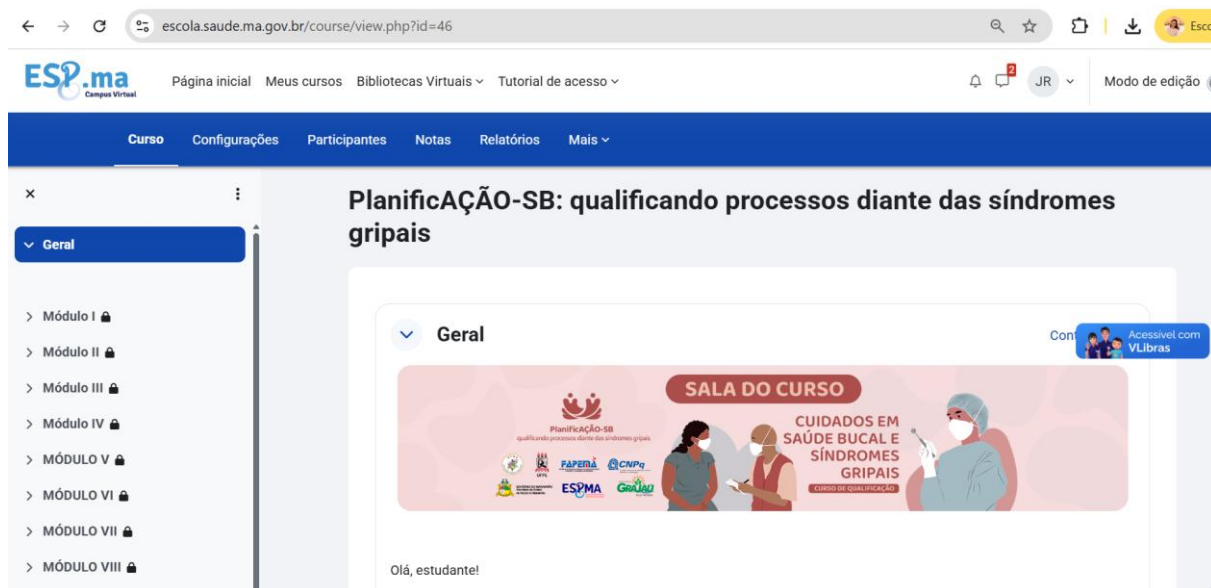 escola.saude.ma.gov.br/course/view.php?id=46
Esco
ESP.ma
Campus Virtual
Página inicial Meus cursos Bibliotecas Virtuais Tutorial de acesso
2
JR
Modo de edição
Curso Configurações Participantes Notas Relatórios Mais
PlanificAÇÃO-SB: qualificando processos diante das síndromes
gripais
Geral
Módulo I
Módulo II
Módulo III
Módulo IV
MÓDULO V
MÓDULO VI
MÓDULO VII
MÓDULO VIII
Geral
Cont
Acessível com
VLibras
SALA DO CURSO
PlanificAÇÃO-SB
qualificando processos diante das síndromes gripais
FAPEMA CNPq
ESPMA GRAJAÚ
CUIDADOS EM
SAÚDE BUCAL E
SÍNDROMES
GRIPAIS
CURSO DE QUALIFICAÇÃO
Olá, estudante!